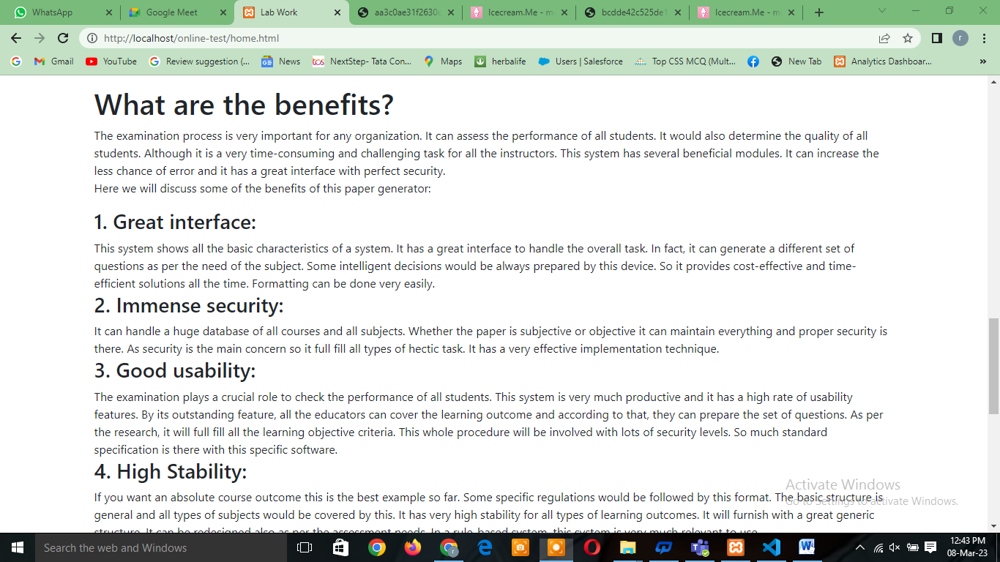 WhatsApp
Google Meet
Lab Work
aa3c0ae31f2630
Icecream.Me - m
bcdde42c525de1
Icecream.Me - m
http://localhost/online-test/home.html
r
Gmail
YouTube
Review suggestion (...
News
NextStep- Tata Con...
Maps
herbalife
Users | Salesforce
Top CSS MCQ (Mult...
New Tab
Analytics Dashboar...
»
What are the benefits?
The examination process is very important for any organization. It can assess the performance of all students. It would also determine the quality of all
students. Although it is a very time-consuming and challenging task for all the instructors. This system has several beneficial modules. It can increase the
less chance of error and it has a great interface with perfect security.
Here we will discuss some of the benefits of this paper generator:
1. Great interface:
This system shows all the basic characteristics of a system. It has a great interface to handle the overall task. In fact, it can generate a different set of
questions as per the need of the subject. Some intelligent decisions would be always prepared by this device. So it provides cost-effective and time-
efficient solutions all the time. Formatting can be done very easily.
2. Immense security:
It can handle a huge database of all courses and all subjects. Whether the paper is subjective or objective it can maintain everything and proper security is
there. As security is the main concern so it full fill all types of hectic task. It has a very effective implementation technique.
3. Good usability:
The examination plays a crucial role to check the performance of all students. This system is very much productive and it has a high rate of usability
features. By its outstanding feature, all the educators can cover the learning outcome and according to that, they can prepare the set of questions. As per
the research, it will full fill all the learning objective criteria. This whole procedure will be involved with lots of security levels. So much standard
specification is there with this specific software.
4. High Stability:
If you want an absolute course outcome this is the best example so far. Some specific regulations would be followed by this format. The basic structure is
general and all types of subjects would be covered by this. It has very high stability for all types of learning outcomes. It will furnish with a great generic
structure. It can be redesigned also as per the assessment needs. In a rule-based system, this system is very much relevant to use.
Activate Windows
Go to Settings to activate Windows.
Search the web and Windows
12:43 PM
08-Mar-23